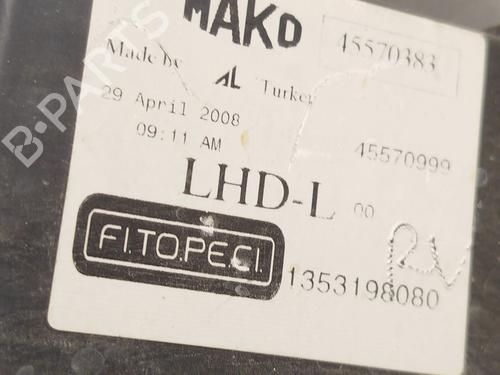 MAKO
45570383
Made by AL Turkey
29 April 2008
09:11 AM
45570999
LHD-L 00
FI.TO.PE.C.I.
1353198080
B-PARTS